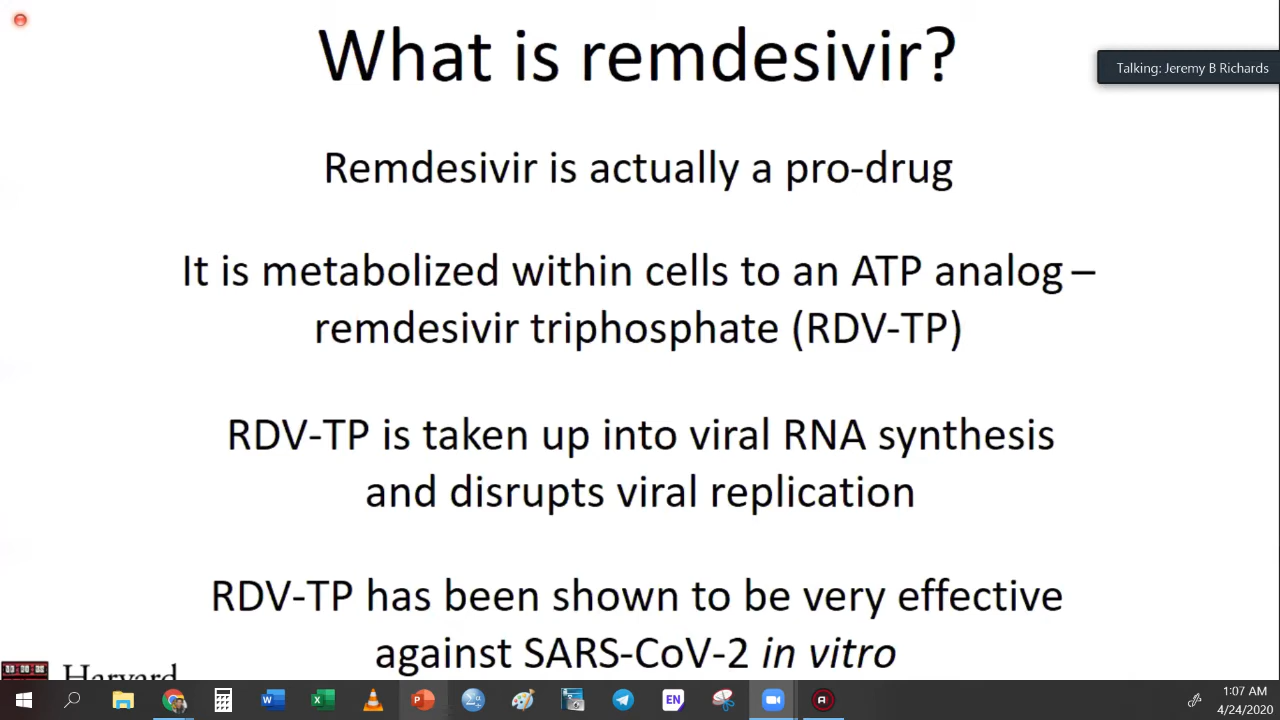 What is remdesivir?
Talking: Jeremy B Richards
Remdesivir is actually a pro-drug
It is metabolized within cells to an ATP analog –
remdesivir triphosphate (RDV-TP)
RDV-TP is taken up into viral RNA synthesis
and disrupts viral replication
RDV-TP has been shown to be very effective
against SARS-CoV-2 in vitro
Harvard
EN
1:07 AM
4/24/2020